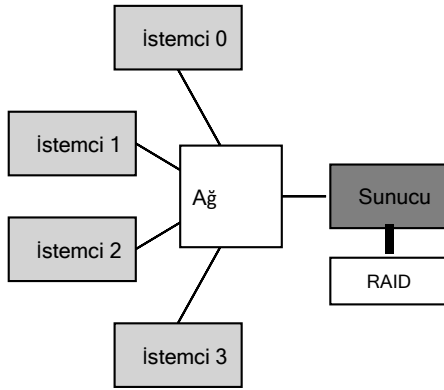 İstemci 0
İstemci 1
Ağ
Sunucu
İstemci 2
RAID
İstemci 3